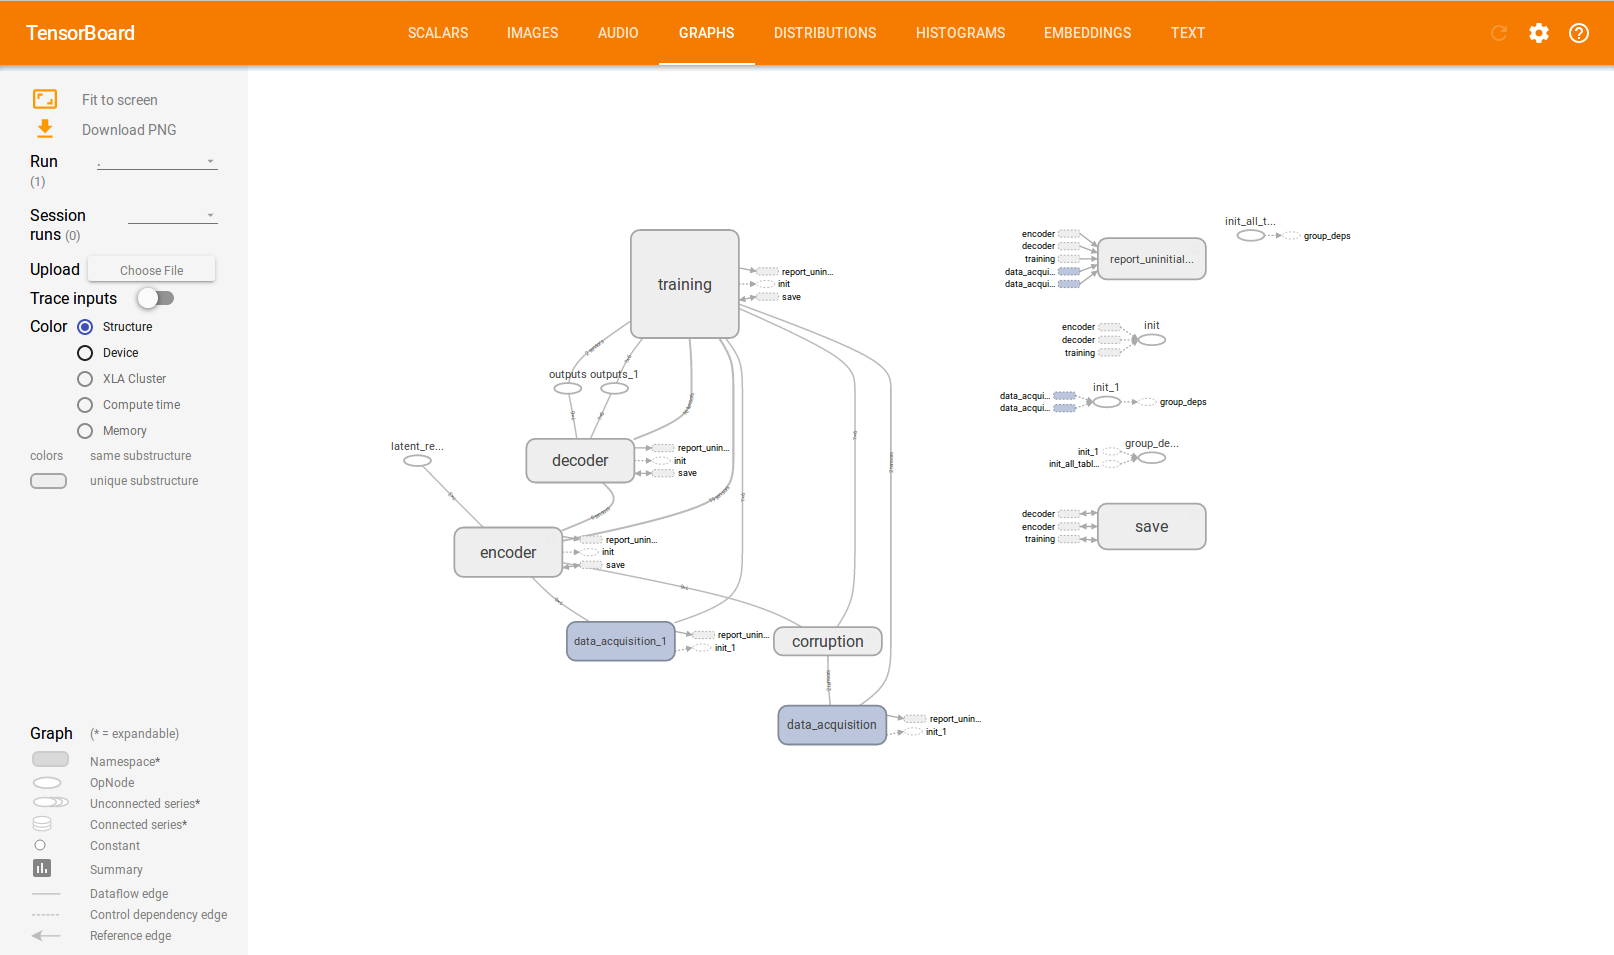 TensorBoard
SCALARS
IMAGES
AUDIO
GRAPHS
DISTRIBUTIONS
HISTOGRAMS
EMBEDDINGS
TEXT
Fit to screen
Download PNG
Run
(1)
.
Session
runs (0)
Upload
Choose File
Trace inputs
Color
Structure
Device
XLA Cluster
Compute time
Memory
colors
same substructure
unique substructure
Graph
(* = expandable)
Namespace*
OpNode
Unconnected series*
Connected series*
Constant
Summary
Dataflow edge
Control dependency edge
Reference edge
training
report_unin...
init
save
outputs
outputs_1
latent_re...
decoder
report_unin...
init
save
encoder
report_unin...
init
save
data_acquisition_1
report_unin...
init_1
corruption
data_acquisition
report_unin...
init_1
encoder
decoder
training
data_acqui...
data_acqui...
report_uninitial...
init_all_t...
group_deps
encoder
decoder
training
init
data_acqui...
data_acqui...
init_1
group_deps
init_1
init_all_tabl...
group_de...
decoder
encoder
training
save